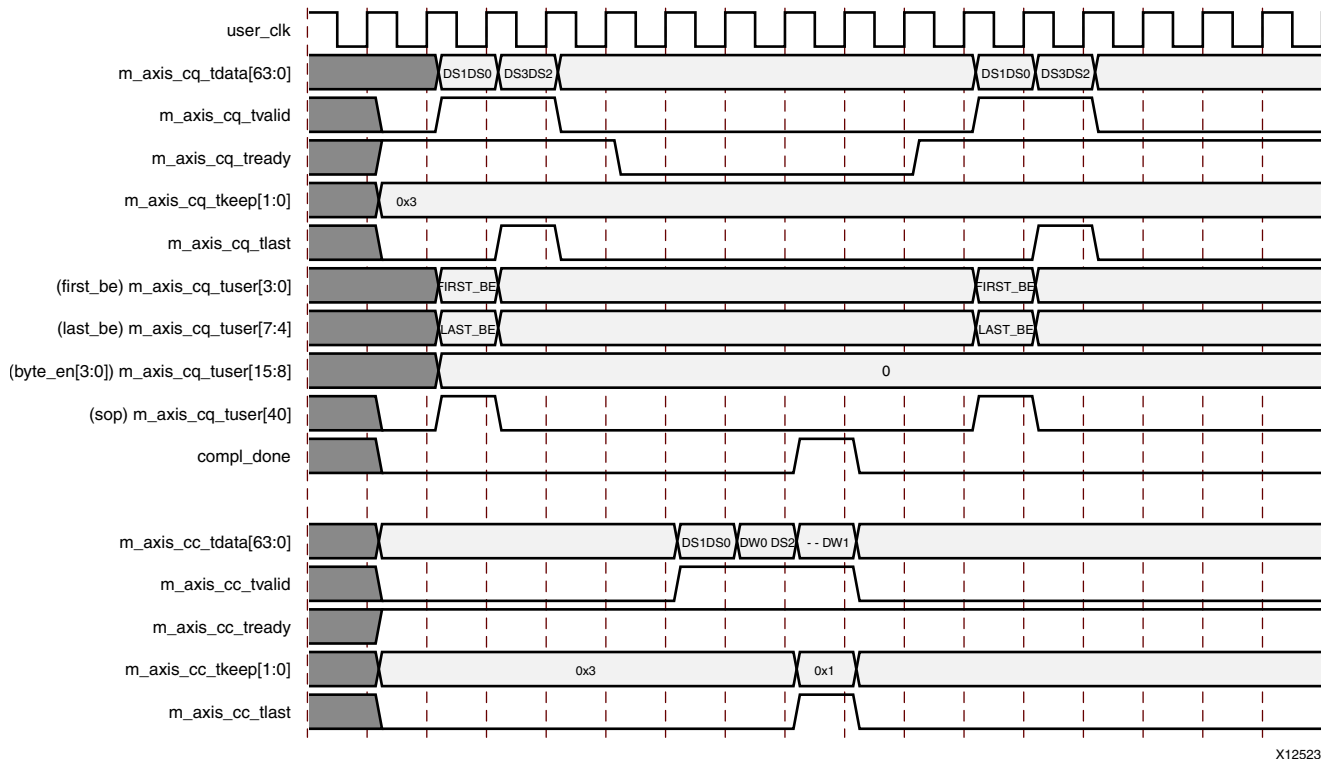 user_clk
m_axis_cq_tdata[63:0] DS1DS0 DS3DS2 DS1DS0 DS3DS2
m_axis_cq_tvalid
m_axis_cq_tready
m_axis_cq_tkeep[1:0] 0x3
m_axis_cq_tlast
(first_be) m_axis_cq_tuser[3:0] FIRST_BE FIRST_BE
(last_be) m_axis_cq_tuser[7:4] LAST_BE LAST_BE
(byte_en[3:0]) m_axis_cq_tuser[15:8] 0
(sop) m_axis_cq_tuser[40]
compl_done
m_axis_cc_tdata[63:0] DS1DS0 DW0 DS2 - - DW1
m_axis_cc_tvalid
m_axis_cc_tready
m_axis_cc_tkeep[1:0] 0x3 0x1
m_axis_cc_tlast
X12523